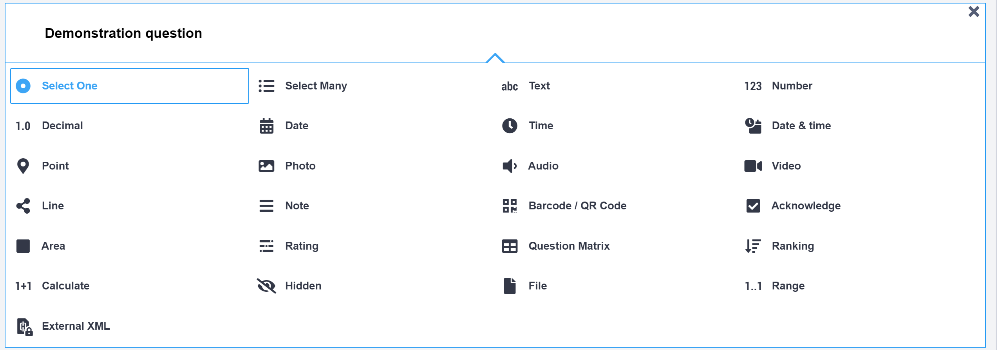 Demonstration question
Select One
Select Many
abc Text
123 Number
1.0 Decimal
Date
Time
Date & time
Point
Photo
Audio
Video
Line
Note
Barcode / QR Code
Acknowledge
Area
Rating
Question Matrix
Ranking
1+1 Calculate
Hidden
File
1..1 Range
External XML